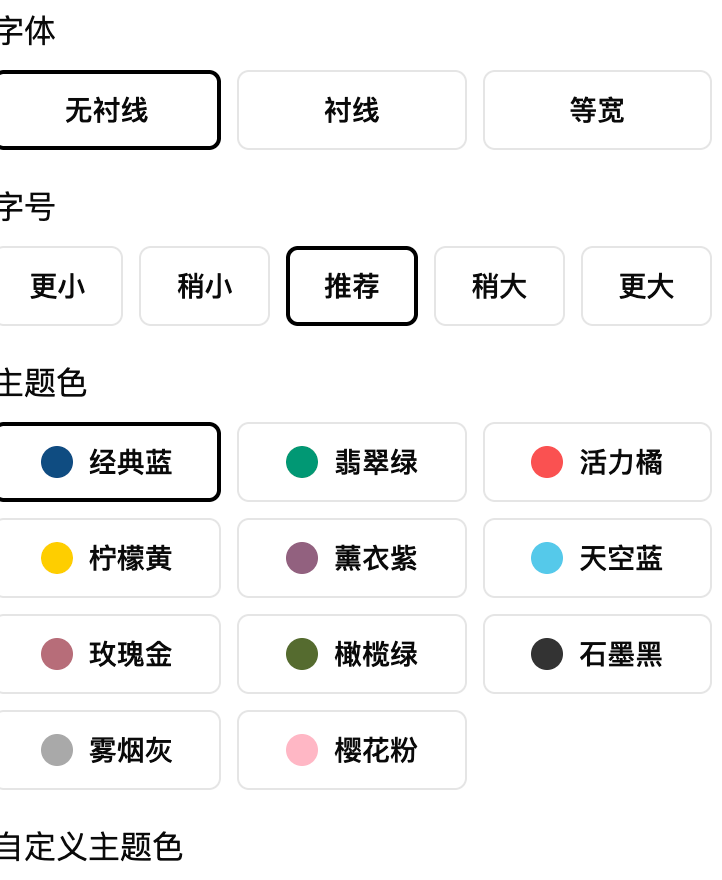 字体
无衬线 衬线 等宽
字号
更小 稍小 推荐 稍大 更大
主题色
经典蓝 翡翠绿 活力橘
柠檬黄 薰衣紫 天空蓝
玫瑰金 橄榄绿 石墨黑
雾烟灰 樱花粉
自定义主题色